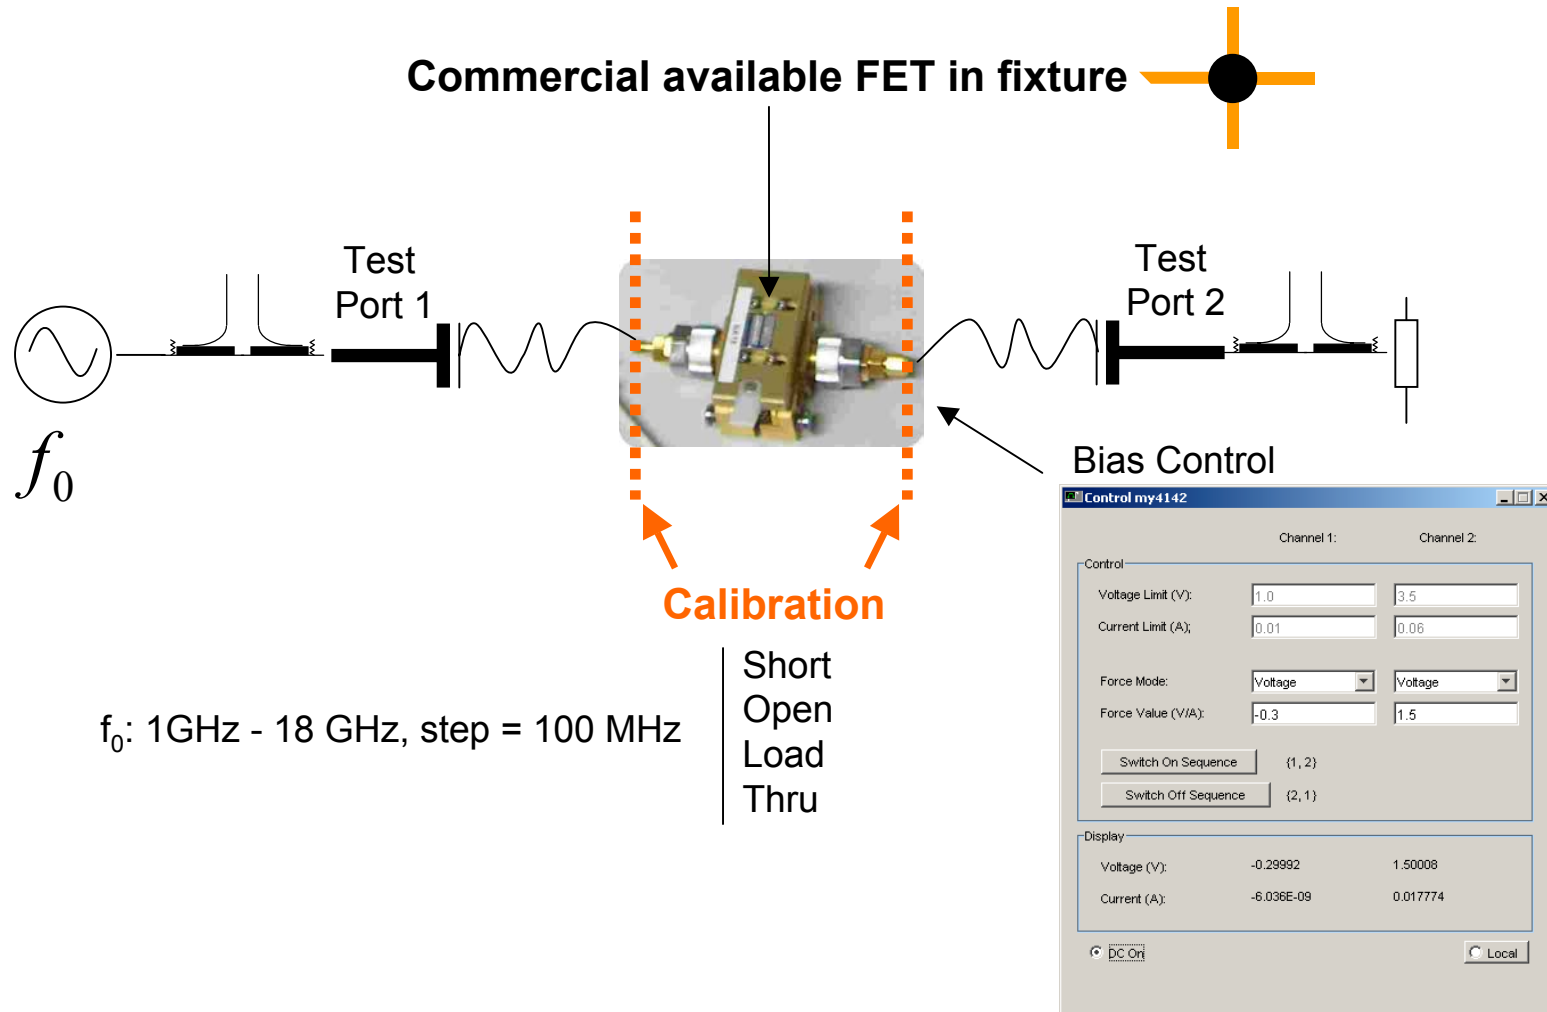 Commercial available FET in fixture
Test
Port 1
Test
Port 2
f0
Bias Control
Calibration
Short
Open
Load
Thru
f0: 1GHz - 18 GHz, step = 100 MHz
Control my4142
Channel 1: Channel 2:
Control
Voltage Limit (V): 1.0 3.5
Current Limit (A); 0.01 0.06
Force Mode: Voltage Voltage
Force Value (V/A): -0.3 1.5
Switch On Sequence {1, 2}
Switch Off Sequence {2, 1}
Display
Voltage (V): -0.29992 1.50008
Current (A): -6.036E-09 0.017774
DC On Local